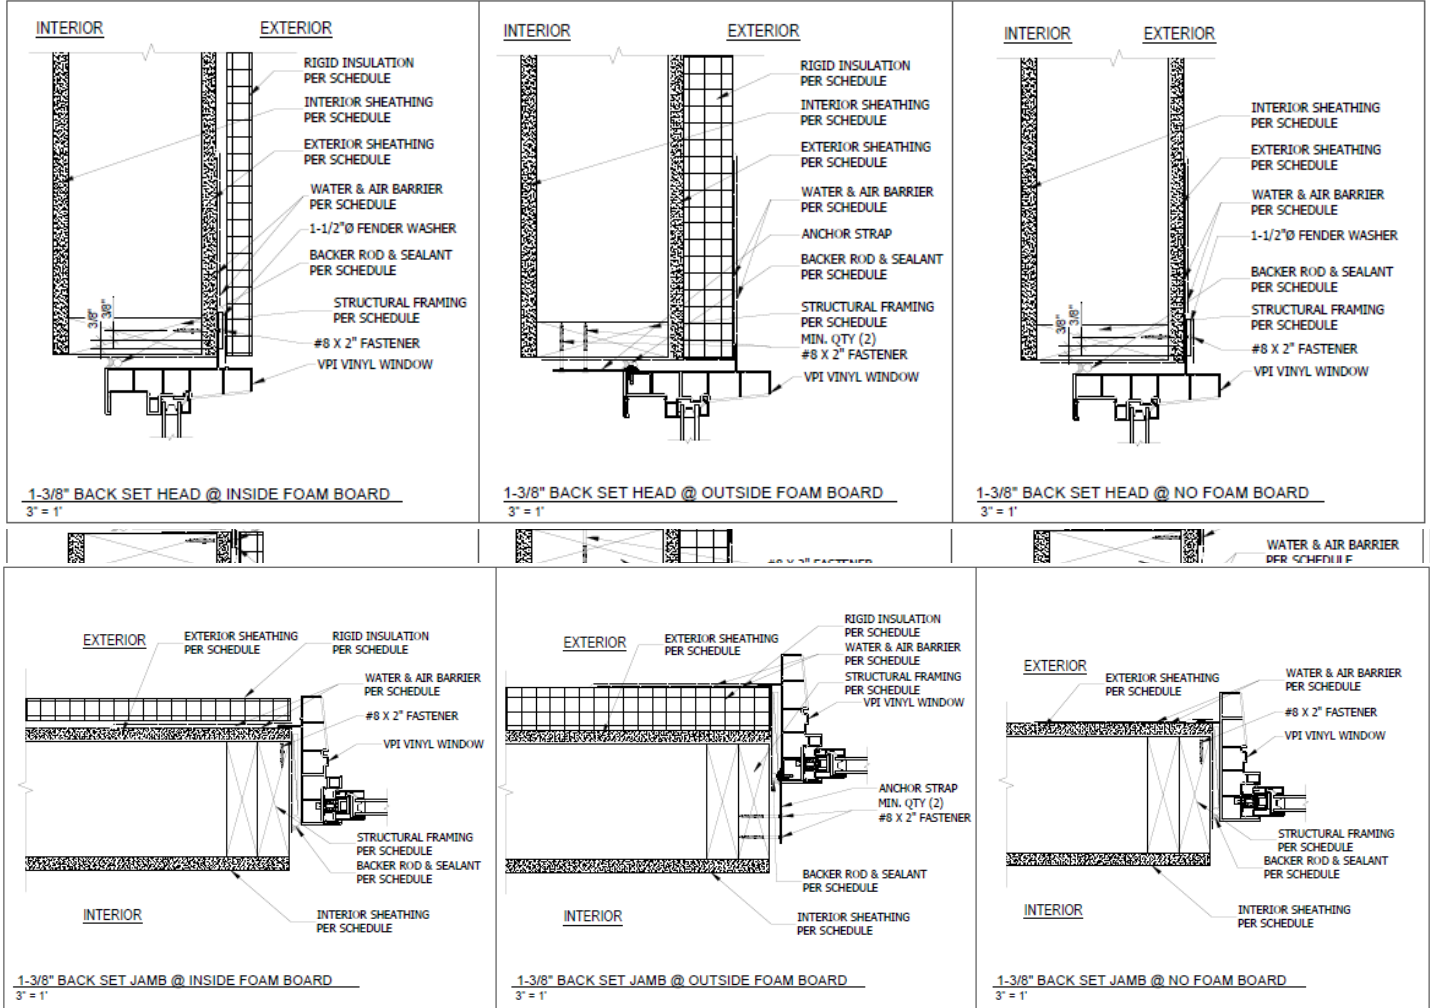 INTERIOR
EXTERIOR
RIGID INSULATION
PER SCHEDULE
INTERIOR SHEATHING
PER SCHEDULE
EXTERIOR SHEATHING
PER SCHEDULE
WATER & AIR BARRIER
PER SCHEDULE
1-1/2"Ø FENDER WASHER
BACKER ROD & SEALANT
PER SCHEDULE
STRUCTURAL FRAMING
PER SCHEDULE
#8 X 2" FASTENER
VPI VINYL WINDOW
3/8"
3/8"
1-3/8" BACK SET HEAD @ INSIDE FOAM BOARD
3" = 1'
INTERIOR
EXTERIOR
RIGID INSULATION
PER SCHEDULE
INTERIOR SHEATHING
PER SCHEDULE
EXTERIOR SHEATHING
PER SCHEDULE
WATER & AIR BARRIER
PER SCHEDULE
ANCHOR STRAP
BACKER ROD & SEALANT
PER SCHEDULE
STRUCTURAL FRAMING
PER SCHEDULE
MIN. QTY (2)
#8 X 2" FASTENER
VPI VINYL WINDOW
1-3/8" BACK SET HEAD @ OUTSIDE FOAM BOARD
3" = 1'
INTERIOR
EXTERIOR
INTERIOR SHEATHING
PER SCHEDULE
EXTERIOR SHEATHING
PER SCHEDULE
WATER & AIR BARRIER
PER SCHEDULE
1-1/2"Ø FENDER WASHER
BACKER ROD & SEALANT
PER SCHEDULE
STRUCTURAL FRAMING
PER SCHEDULE
#8 X 2" FASTENER
VPI VINYL WINDOW
3/8"
3/8"
1-3/8" BACK SET HEAD @ NO FOAM BOARD
3" = 1'
#8 X 2" FASTENER
WATER & AIR BARRIER
PER SCHEDULE
EXTERIOR
EXTERIOR SHEATHING
PER SCHEDULE
RIGID INSULATION
PER SCHEDULE
WATER & AIR BARRIER
PER SCHEDULE
#8 X 2" FASTENER
VPI VINYL WINDOW
STRUCTURAL FRAMING
PER SCHEDULE
BACKER ROD & SEALANT
PER SCHEDULE
INTERIOR
INTERIOR SHEATHING
PER SCHEDULE
1-3/8" BACK SET JAMB @ INSIDE FOAM BOARD
3" = 1'
EXTERIOR
EXTERIOR SHEATHING
PER SCHEDULE
RIGID INSULATION
PER SCHEDULE
WATER & AIR BARRIER
PER SCHEDULE
STRUCTURAL FRAMING
PER SCHEDULE
VPI VINYL WINDOW
ANCHOR STRAP
MIN. QTY (2)
#8 X 2" FASTENER
BACKER ROD & SEALANT
PER SCHEDULE
INTERIOR
INTERIOR SHEATHING
PER SCHEDULE
1-3/8" BACK SET JAMB @ OUTSIDE FOAM BOARD
3" = 1'
EXTERIOR
EXTERIOR SHEATHING
PER SCHEDULE
WATER & AIR BARRIER
PER SCHEDULE
#8 X 2" FASTENER
VPI VINYL WINDOW
STRUCTURAL FRAMING
PER SCHEDULE
BACKER ROD & SEALANT
PER SCHEDULE
INTERIOR
INTERIOR SHEATHING
PER SCHEDULE
1-3/8" BACK SET JAMB @ NO FOAM BOARD
3" = 1'